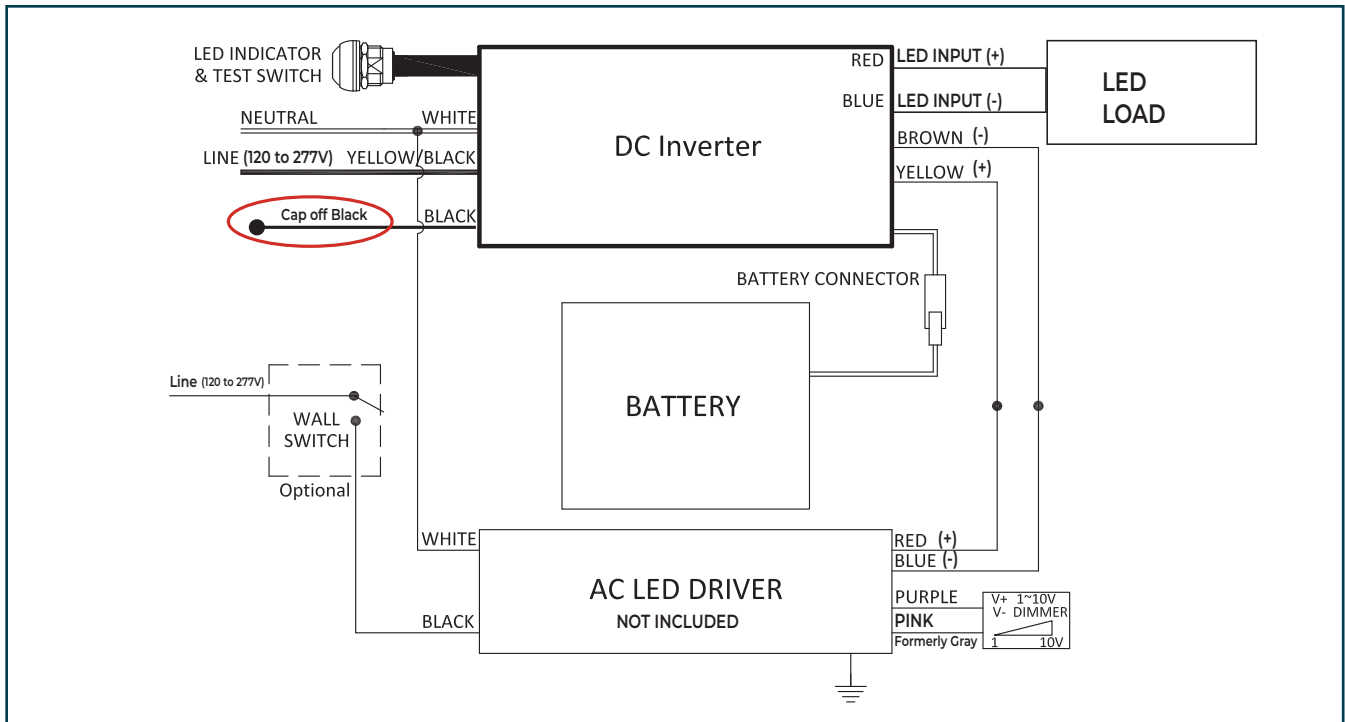 LED INDICATOR
& TEST SWITCH
NEUTRAL
WHITE
LINE (120 to 277V)
YELLOW/BLACK
Cap off Black
BLACK
DC Inverter
RED
LED INPUT (+)
BLUE
LED INPUT (-)
BROWN (-)
YELLOW (+)
LED
LOAD
BATTERY CONNECTOR
BATTERY
Line (120 to 277V)
WALL
SWITCH
Optional
WHITE
BLACK
AC LED DRIVER
NOT INCLUDED
RED (+)
BLUE (-)
PURPLE
PINK
Formerly Gray
V+ 1~10V
V- DIMMER
1 10V